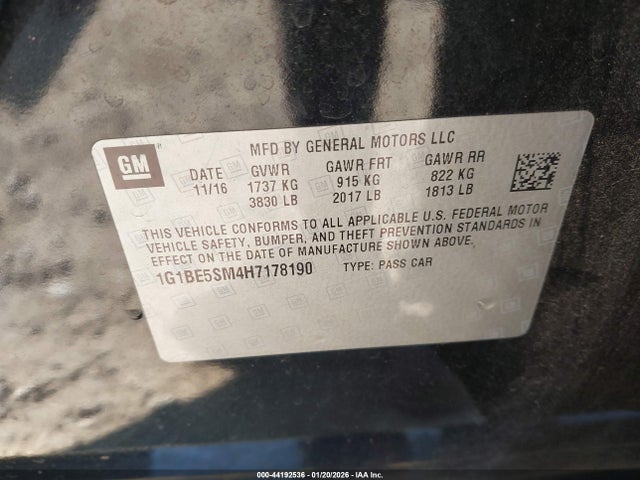 GM
MFD BY GENERAL MOTORS LLC
DATE GVWR GAWR FRT GAWR RR
11/16 1737 KG 915 KG 822 KG
3830 LB 2017 LB 1813 LB
THIS VEHICLE CONFORMS TO ALL APPLICABLE U.S. FEDERAL MOTOR
VEHICLE SAFETY, BUMPER, AND THEFT PREVENTION STANDARDS IN
EFFECT ON THE DATE OF MANUFACTURE SHOWN ABOVE.
1G1BE5SM4H7178190 TYPE: PASS CAR
000-44192536 - 01/20/2026 - IAA Inc.